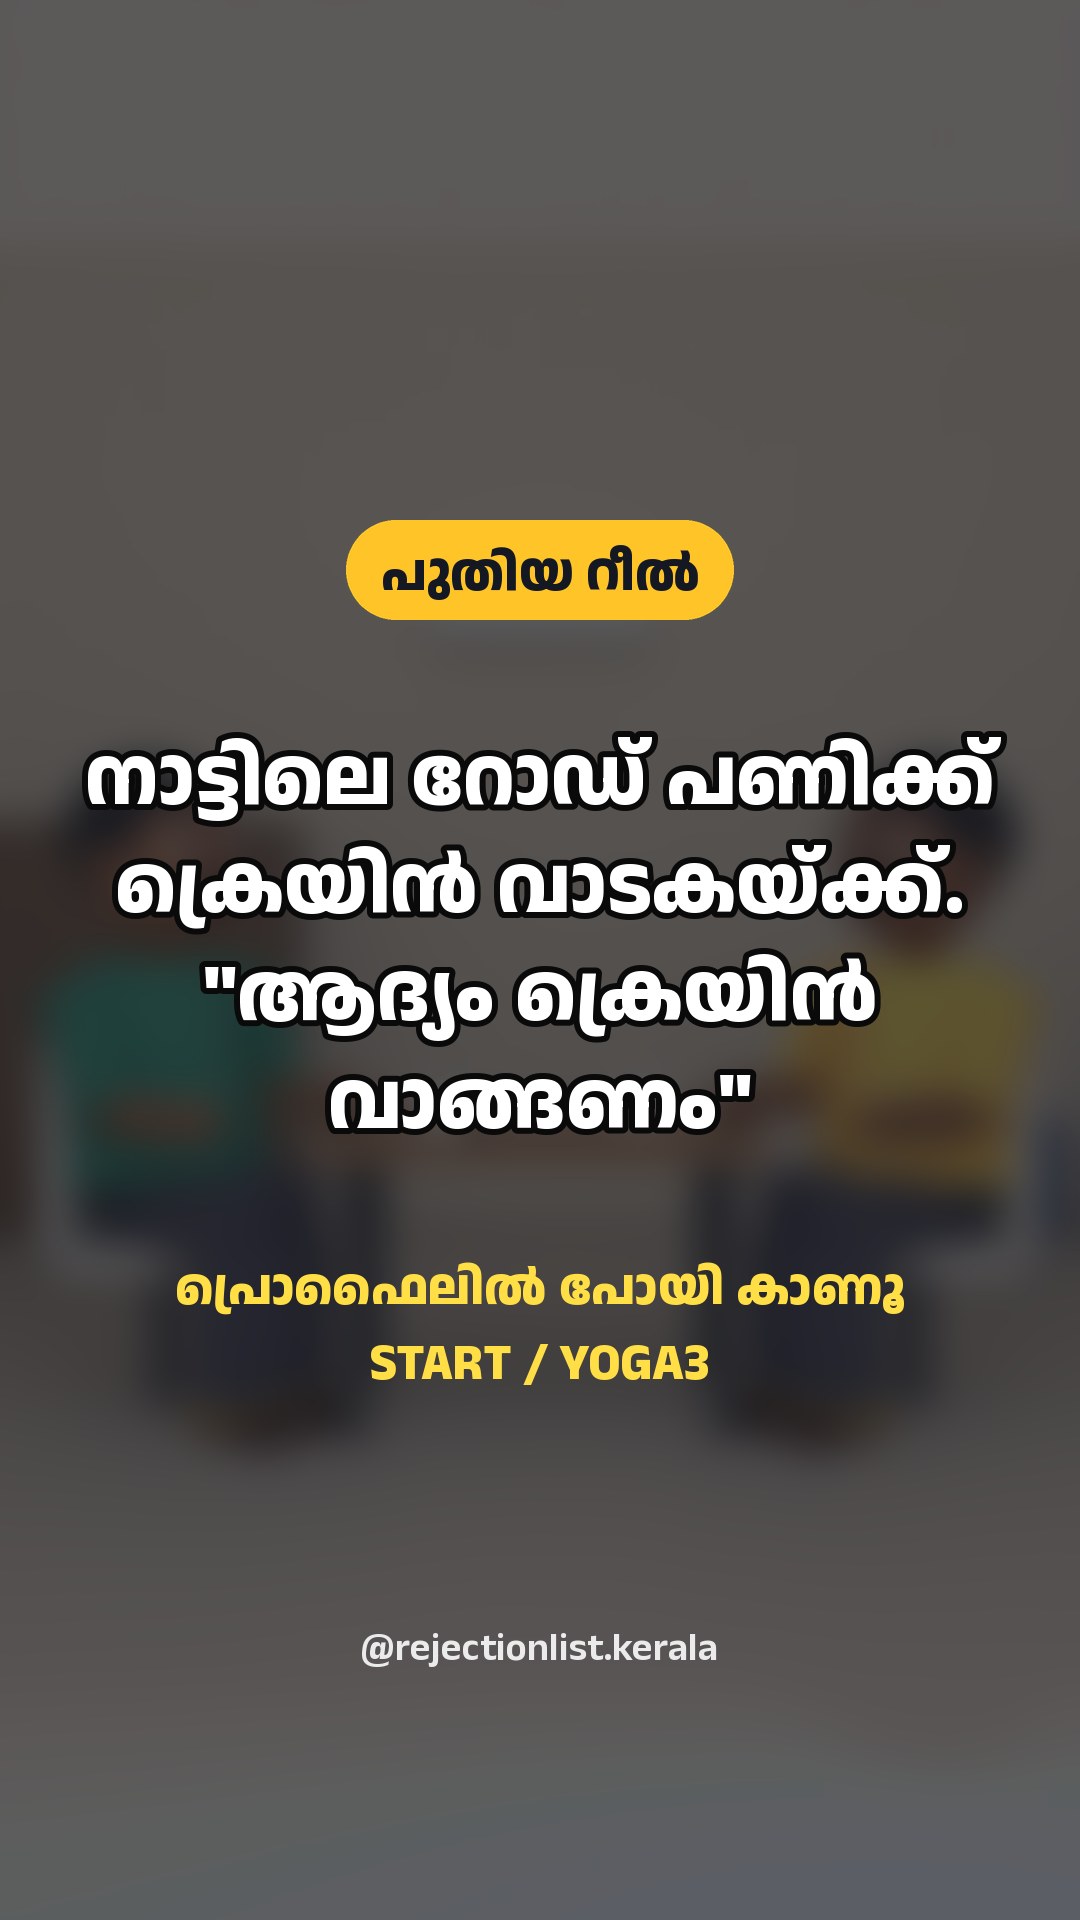 പുതിയ റീൽ
നാട്ടിലെ റോഡ് പണിക്ക്
ക്രെയിൻ വാടകയ്ക്ക്.
"ആദ്യം ക്രെയിൻ
വാങ്ങണം"
പ്രൊഫൈലിൽ പോയി കാണൂ
START / YOGA3
@rejectionlist.kerala